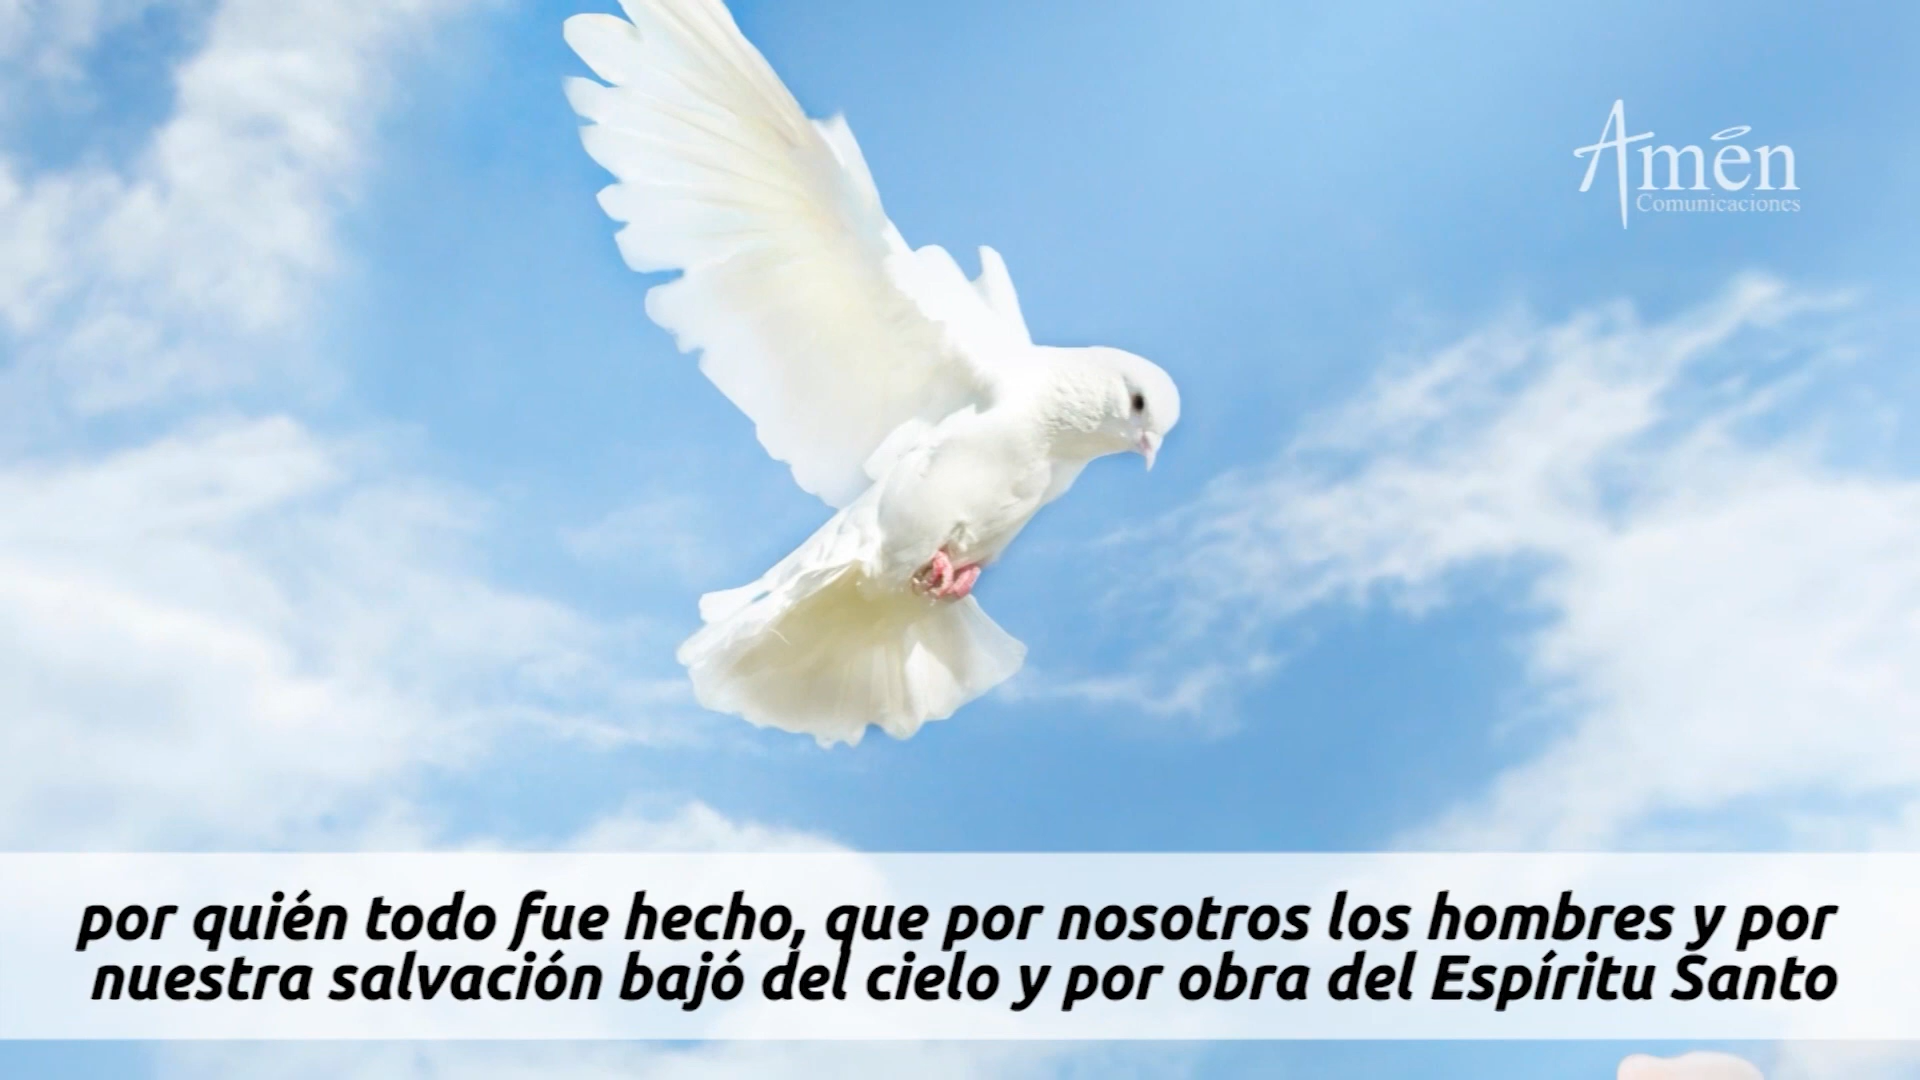 Amén
Comunicaciones
por quién todo fue hecho, que por nosotros los hombres y por
nuestra salvación bajó del cielo y por obra del Espíritu Santo